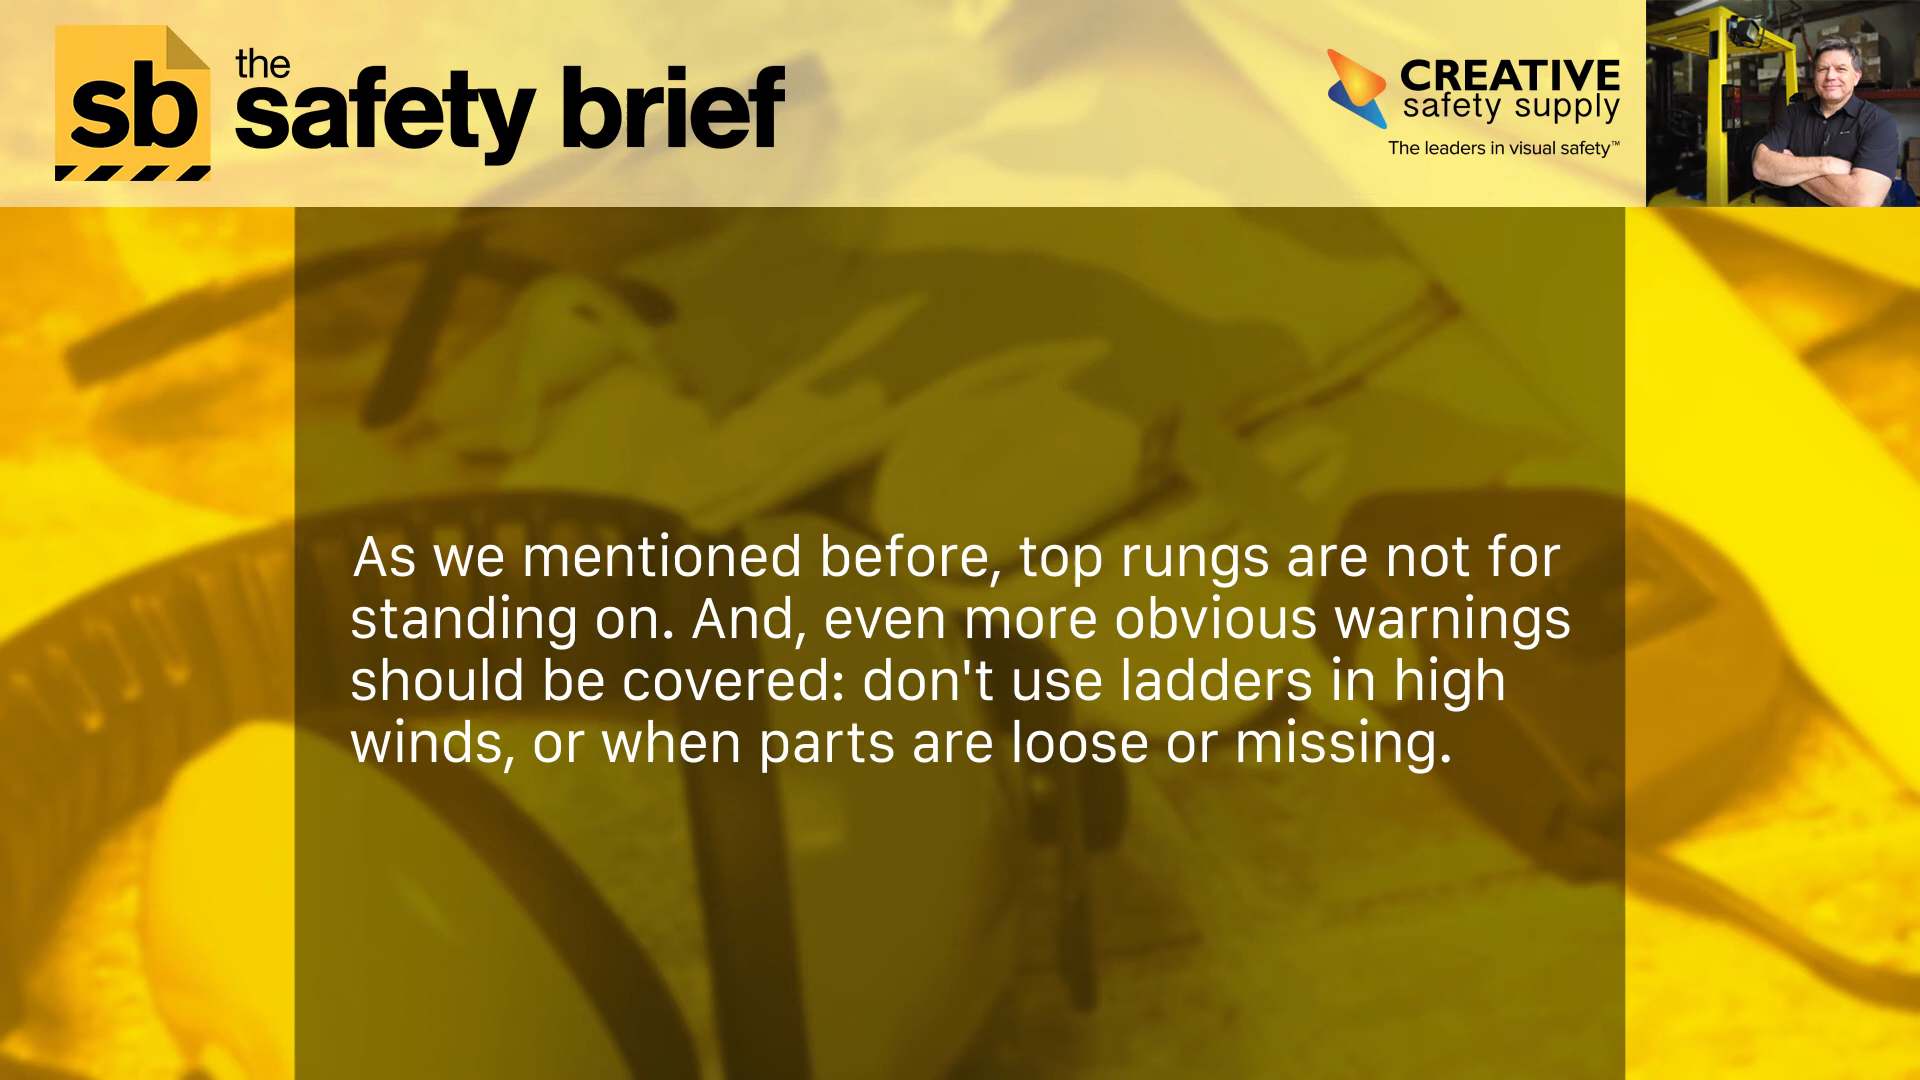 sb
the
safety brief
CREATIVE
safety supply
The leaders in visual safety™
As we mentioned before, top rungs are not for
standing on. And, even more obvious warnings
should be covered: don't use ladders in high
winds, or when parts are loose or missing.